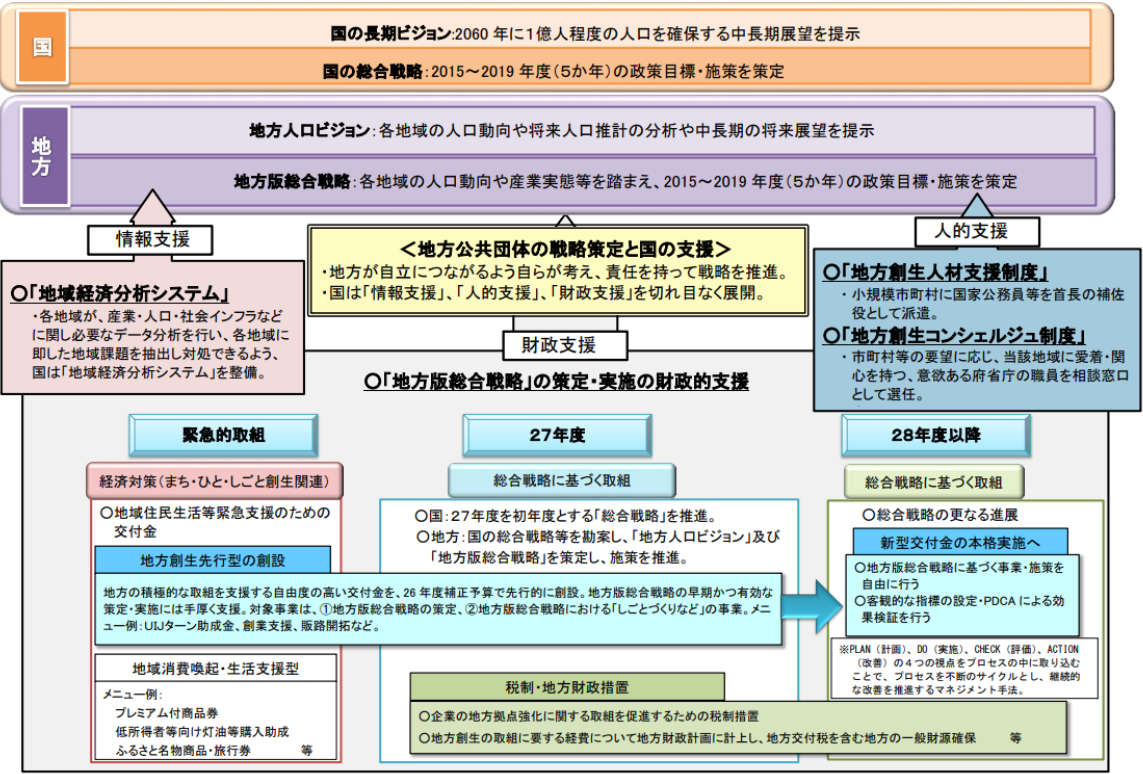 国
国の長期ビジョン:2060年に1億人程度の人口を確保する中長期展望を提示
国の総合戦略:2015~2019年度(5か年)の政策目標・施策を策定
地方
地方人口ビジョン:各地域の人口動向や将来人口推計の分析や中長期の将来展望を提示
地方版総合戦略:各地域の人口動向や産業実態等を踏まえ、2015~2019年度(5か年)の政策目標・施策を策定
情報支援
○「地域経済分析システム」
・各地域が、産業・人口・社会インフラなど
に関し必要なデータ分析を行い、各地域に
即した地域課題を抽出し対処できるよう、
国は「地域経済分析システム」を整備。
<地方公共団体の戦略策定と国の支援>
・地方が自立につながるよう自らが考え、責任を持って戦略を推進。
・国は「情報支援」、「人的支援」、「財政支援」を切れ目なく展開。
人的支援
○「地方創生人材支援制度」
・小規模市町村に国家公務員等を首長の補佐
役として派遣。
○「地方創生コンシェルジュ制度」
・市町村等の要望に応じ、当該地域に愛着・関
心を持つ、意欲ある府省庁の職員を相談窓口
として選任。
財政支援
○「地方版総合戦略」の策定・実施の財政的支援
緊急的取組
経済対策(まち・ひと・しごと創生関連)
○地域住民生活等緊急支援のための
交付金
地方創生先行型の創設
地方の積極的な取組を支援する自由度の高い交付金を、26年度補正予算で先行的に創設。地方版総合戦略の早期かつ有効な
策定・実施には手厚く支援。対象事業は、①地方版総合戦略の策定、②地方版総合戦略における「しごとづくりなど」の事業。メニ
ュー例:UIJターン助成金、創業支援、販路開拓など。
地域消費喚起・生活支援型
メニュー例:
プレミアム付商品券
低所得者等向け灯油等購入助成
ふるさと名物商品・旅行券 等
27年度
総合戦略に基づく取組
○国:27年度を初年度とする「総合戦略」を推進。
○地方:国の総合戦略等を勘案し、「地方人口ビジョン」及び
「地方版総合戦略」を策定し、施策を推進。
税制・地方財政措置
○企業の地方拠点強化に関する取組を促進するための税制措置
○地方創生の取組に要する経費について地方財政計画に計上し、地方交付税を含む地方の一般財源確保 等
28年度以降
総合戦略に基づく取組
○総合戦略の更なる進展
新型交付金の本格実施へ
○地方版総合戦略に基づく事業・施策を
自由に行う
○客観的な指標の設定・PDCAによる効
果検証を行う
※PLAN(計画)、DO(実施)、CHECK(評価)、ACTION
(改善)の4つの視点をプロセスの中に取り込む
ことで、プロセスを不断のサイクルとし、継続的
な改善を推進するマネジメント手法。